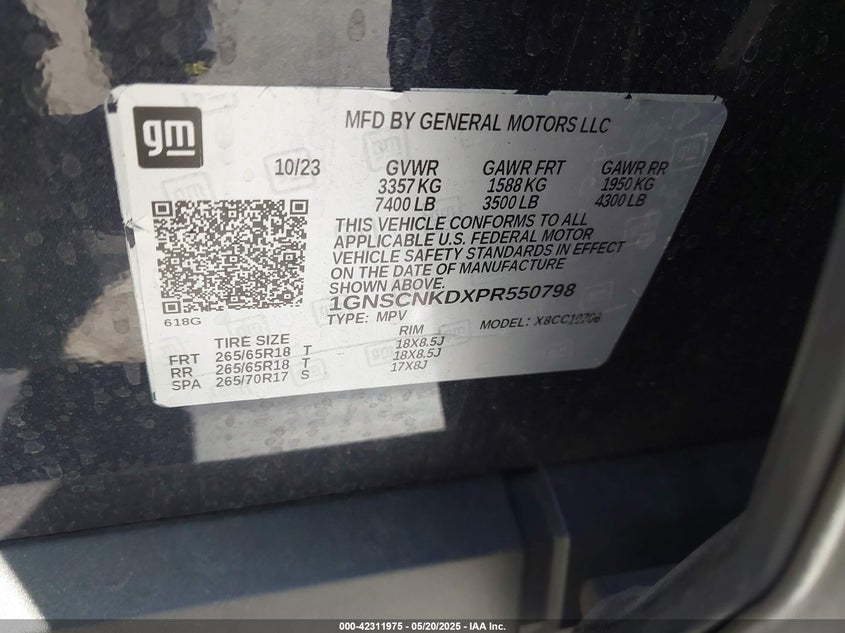 gm
MFD BY GENERAL MOTORS LLC
10/23 GVWR GAWR FRT GAWR RR
3357 KG 1588 KG 1950 KG
7400 LB 3500 LB 4300 LB
THIS VEHICLE CONFORMS TO ALL
APPLICABLE U.S. FEDERAL MOTOR
VEHICLE SAFETY STANDARDS IN EFFECT
ON THE DATE OF MANUFACTURE
SHOWN ABOVE.
1GNSCNKDXPR550798
618G
TYPE: MPV MODEL: X8CC10706
TIRE SIZE RIM
FRT 265/65R18 T 18X8.5J
RR 265/65R18 T 18X8.5J
SPA 265/70R17 S 17X8J
000-42311975 — 05/20/2025 — IAA Inc.